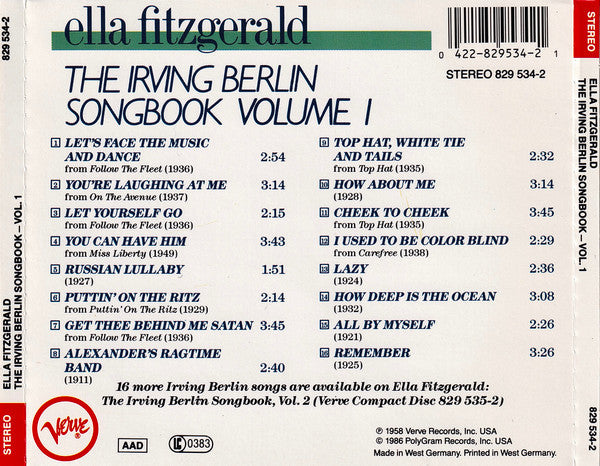 ella fitzgerald
THE IRVING BERLIN
SONGBOOK VOLUME 1
0 422-829534-2 1
STEREO 829 534-2
1 LET'S FACE THE MUSIC
AND DANCE 2:54
from Follow The Fleet (1936)
2 YOU'RE LAUGHING AT ME 3:14
from On The Avenue (1937)
3 LET YOURSELF GO 2:15
from Follow The Fleet (1936)
4 YOU CAN HAVE HIM 3:43
from Miss Liberty (1949)
5 RUSSIAN LULLABY 1:51
(1927)
6 PUTTIN' ON THE RITZ 2:14
from Puttin' On The Ritz (1929)
7 GET THEE BEHIND ME SATAN 3:45
from Follow The Fleet (1936)
8 ALEXANDER'S RAGTIME
BAND 2:40
(1911)
9 TOP HAT, WHITE TIE
AND TAILS 2:32
from Top Hat (1935)
10 HOW ABOUT ME 3:14
(1928)
11 CHEEK TO CHEEK 3:45
from Top Hat (1935)
12 I USED TO BE COLOR BLIND 2:29
from Carefree (1938)
13 LAZY 2:36
(1924)
14 HOW DEEP IS THE OCEAN 3:08
(1932)
15 ALL BY MYSELF 2:26
(1921)
16 REMEMBER 3:26
(1925)
16 more Irving Berlin songs are available on Ella Fitzgerald:
The Irving Berlin Songbook, Vol. 2 (Verve Compact Disc 829 535-2)
Verve
AAD
LC 0383
℗ 1958 Verve Records, Inc. USA
© 1986 PolyGram Records, Inc. USA
Made in West Germany. Printed in West Germany.
STEREO
ELLA FITZGERALD
THE IRVING BERLIN SONGBOOK – VOL. 1
829 534-2
STEREO
ELLA FITZGERALD
THE IRVING BERLIN SONGBOOK – VOL. 1
829 534-2